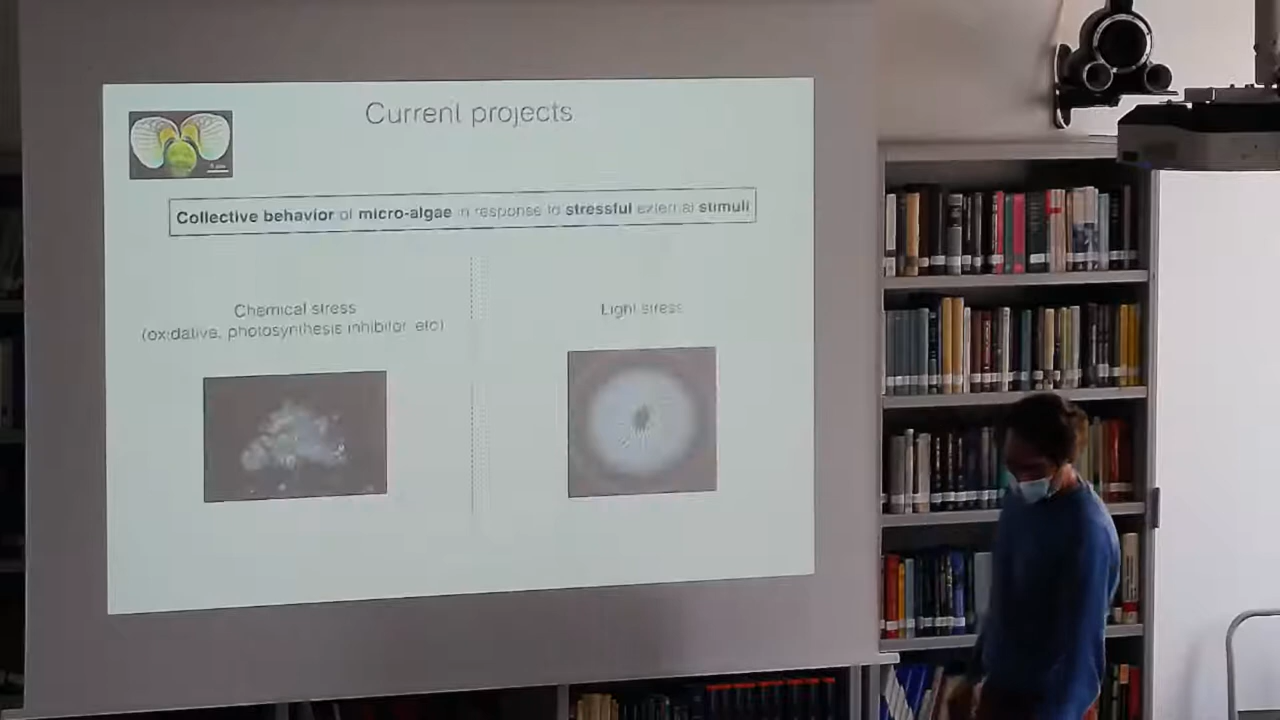 Current projects
Collective behavior of micro-algae in response to stressful external stimuli
Chemical stress
(oxidative, photosynthesis inhibitor, etc)
Light stress